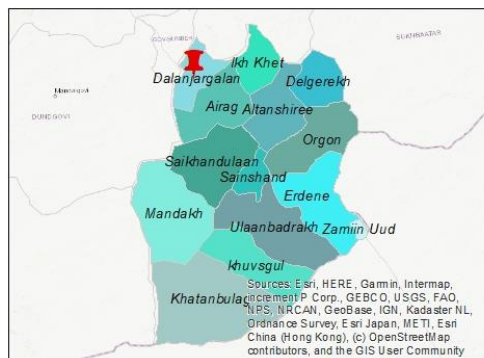 SUKHBAATAR
Ikh Khet
Dalanjargalan
Delgerekh
DUNDGOVI
Airag
Altanshiree
Orgon
Saikhandulaan
Sainshand
Erdene
Mandakh
Ulaanbadrakh
Zamiin Uud
khuvsgul
Khatanbulag
Sources: Esri, HERE, Garmin, Intermap,
increment P Corp., GEBCO, USGS, FAO,
NPS, NRCAN, GeoBase, IGN, Kadaster NL,
Ordnance Survey, Esri Japan, METI, Esri
China (Hong Kong), (c) OpenStreetMap
contributors, and the GIS User Community